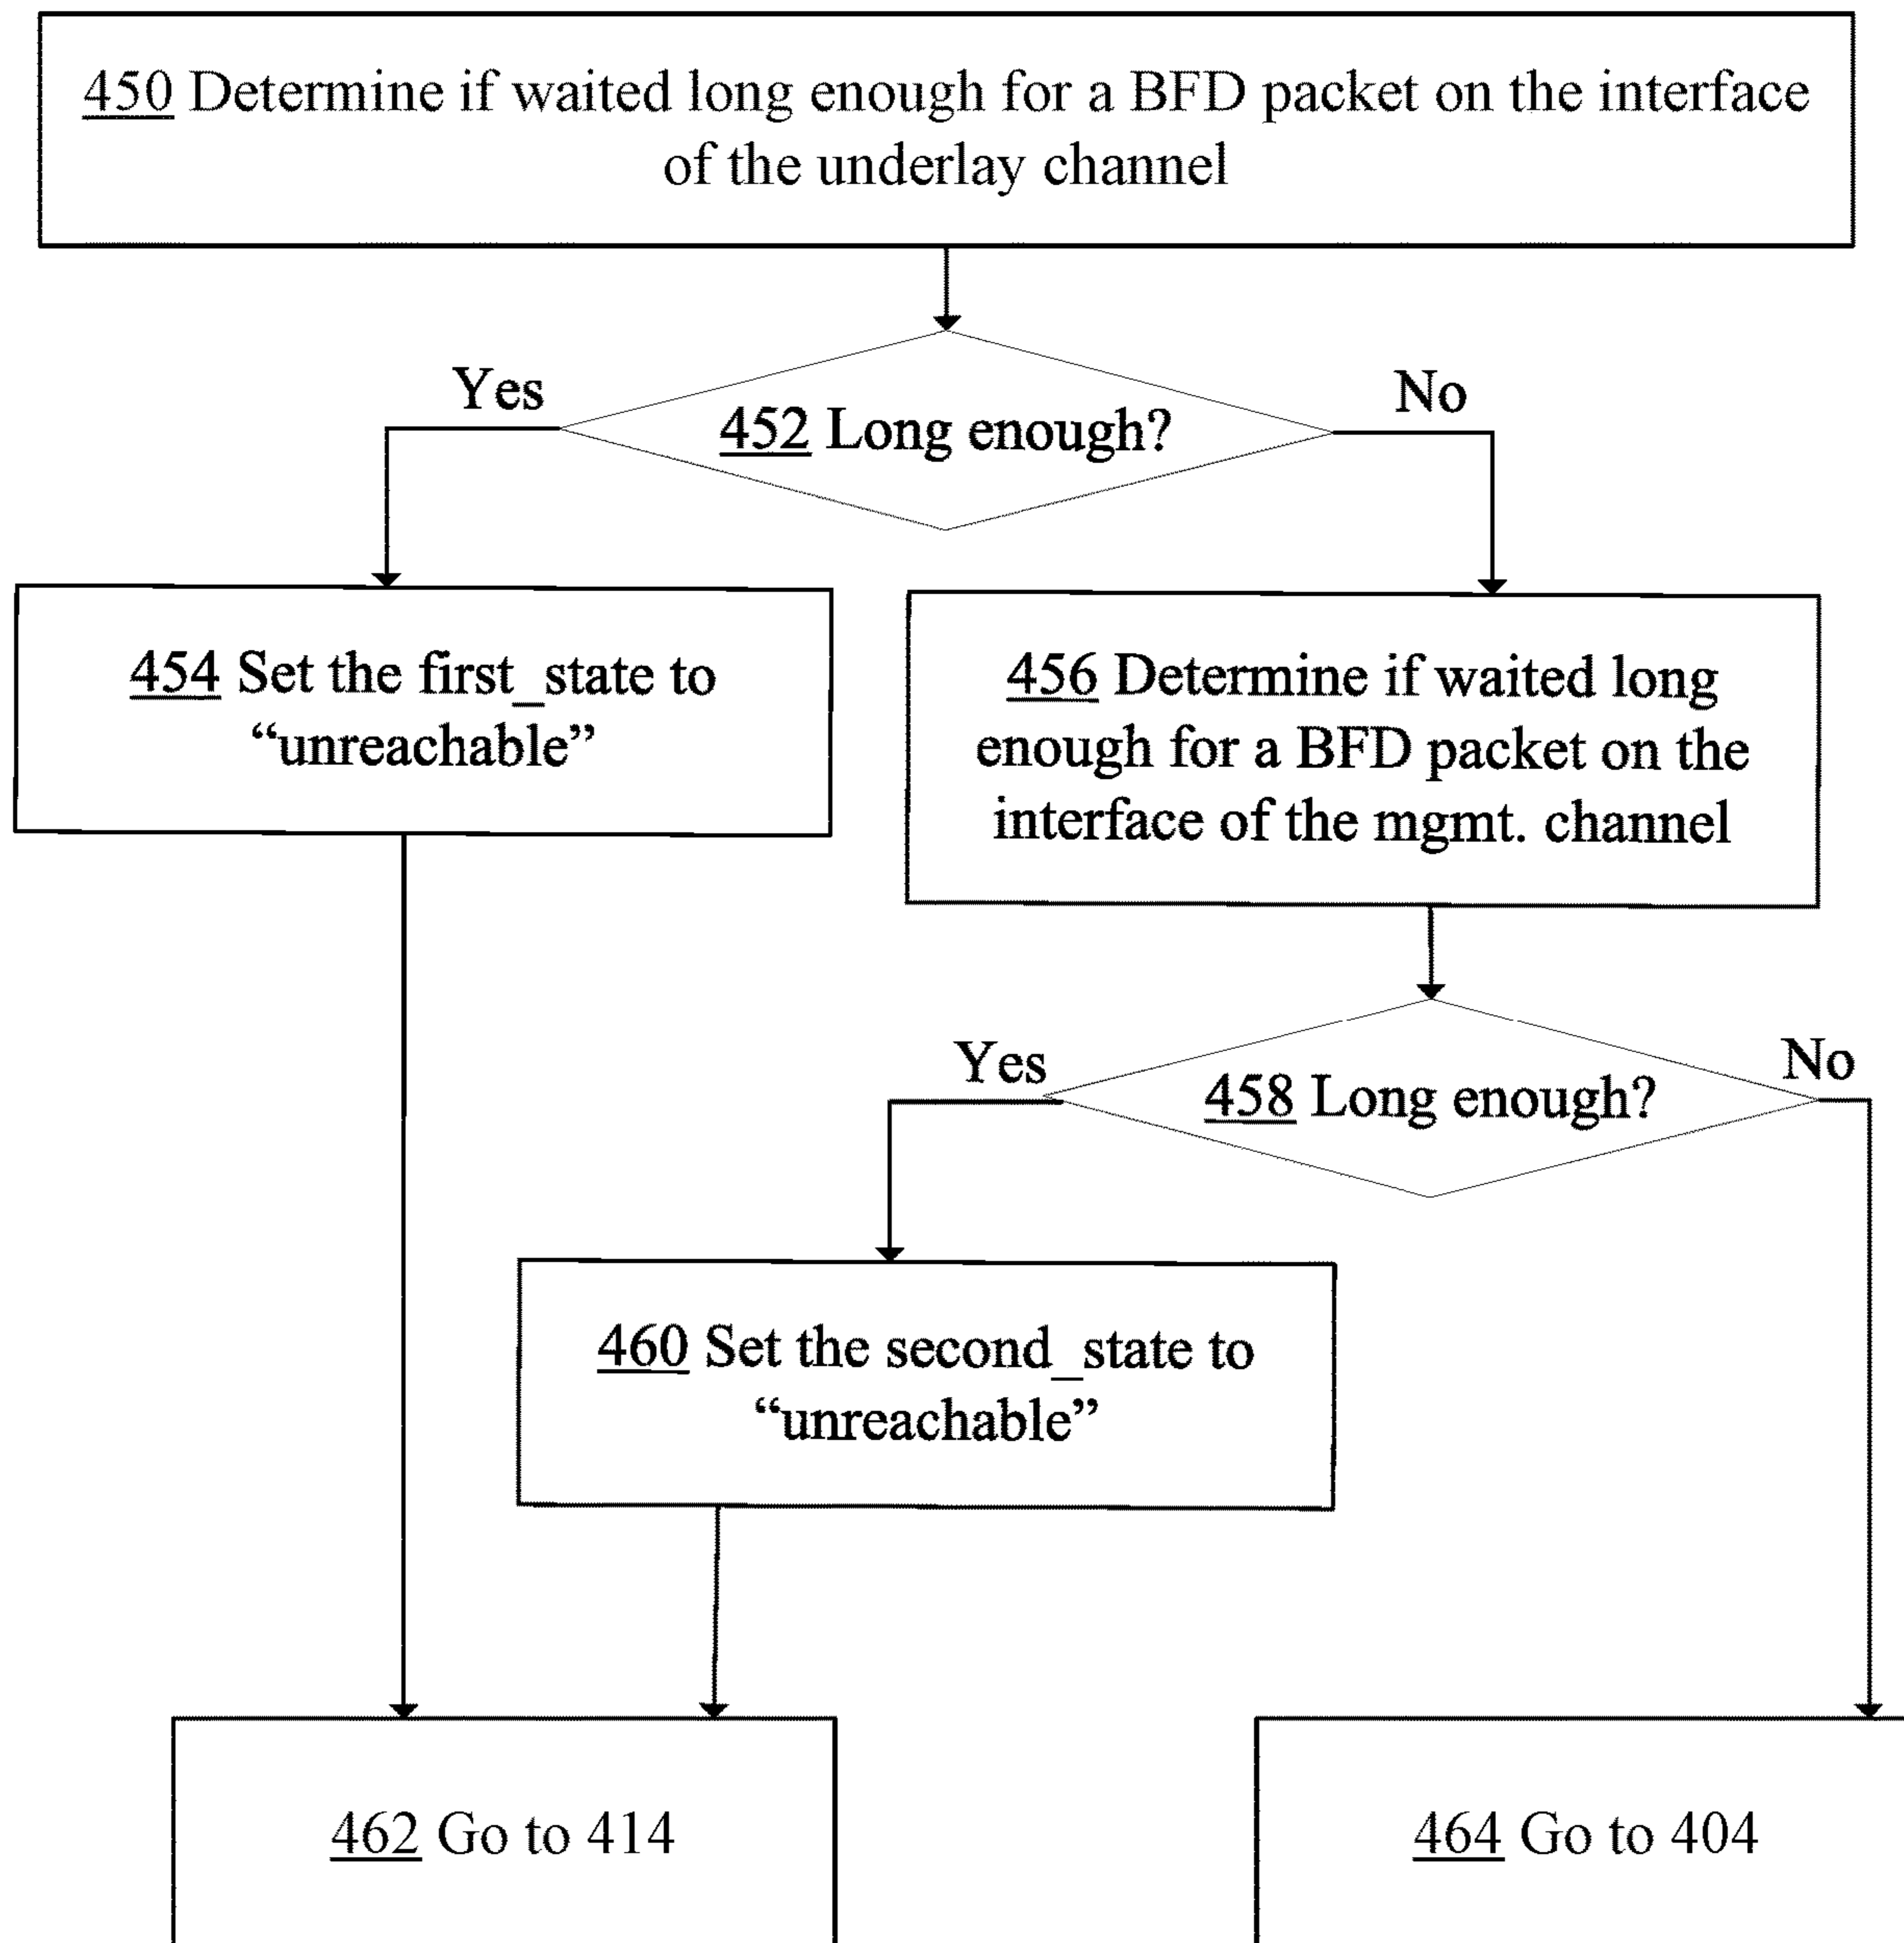 450 Determine if waited long enough for a BFD packet on the interface
of the underlay channel
Yes
No
452 Long enough?
454 Set the first_state to
“unreachable”
456 Determine if waited long
enough for a BFD packet on the
interface of the mgmt. channel
Yes
No
458 Long enough?
460 Set the second_state to
“unreachable”
462 Go to 414
464 Go to 404